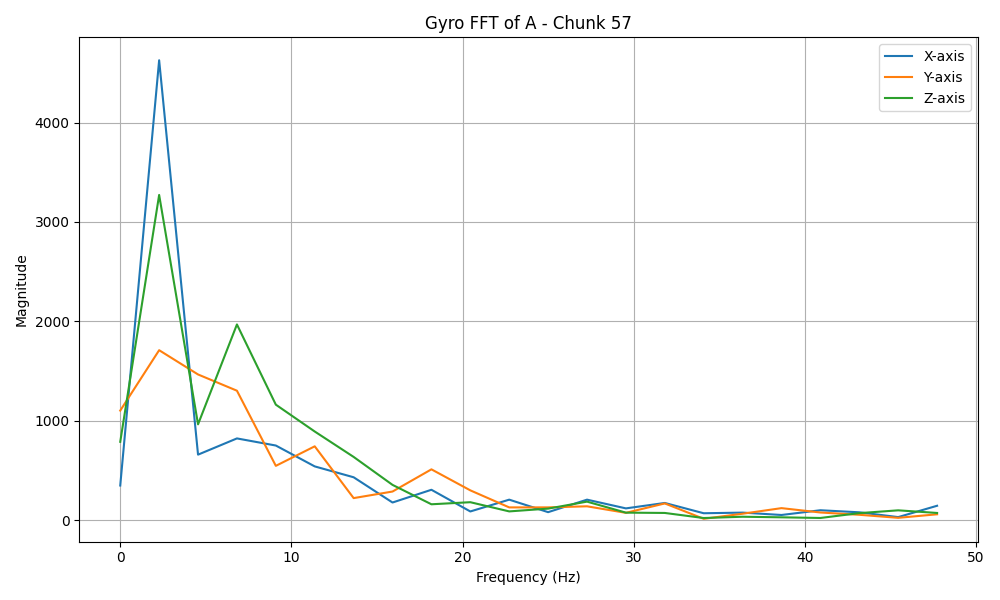 Gyro FFT of A - Chunk 57
X-axis
Y-axis
Z-axis
Magnitude
4000
3000
2000
1000
0
0 10 20 30 40 50
Frequency (Hz)